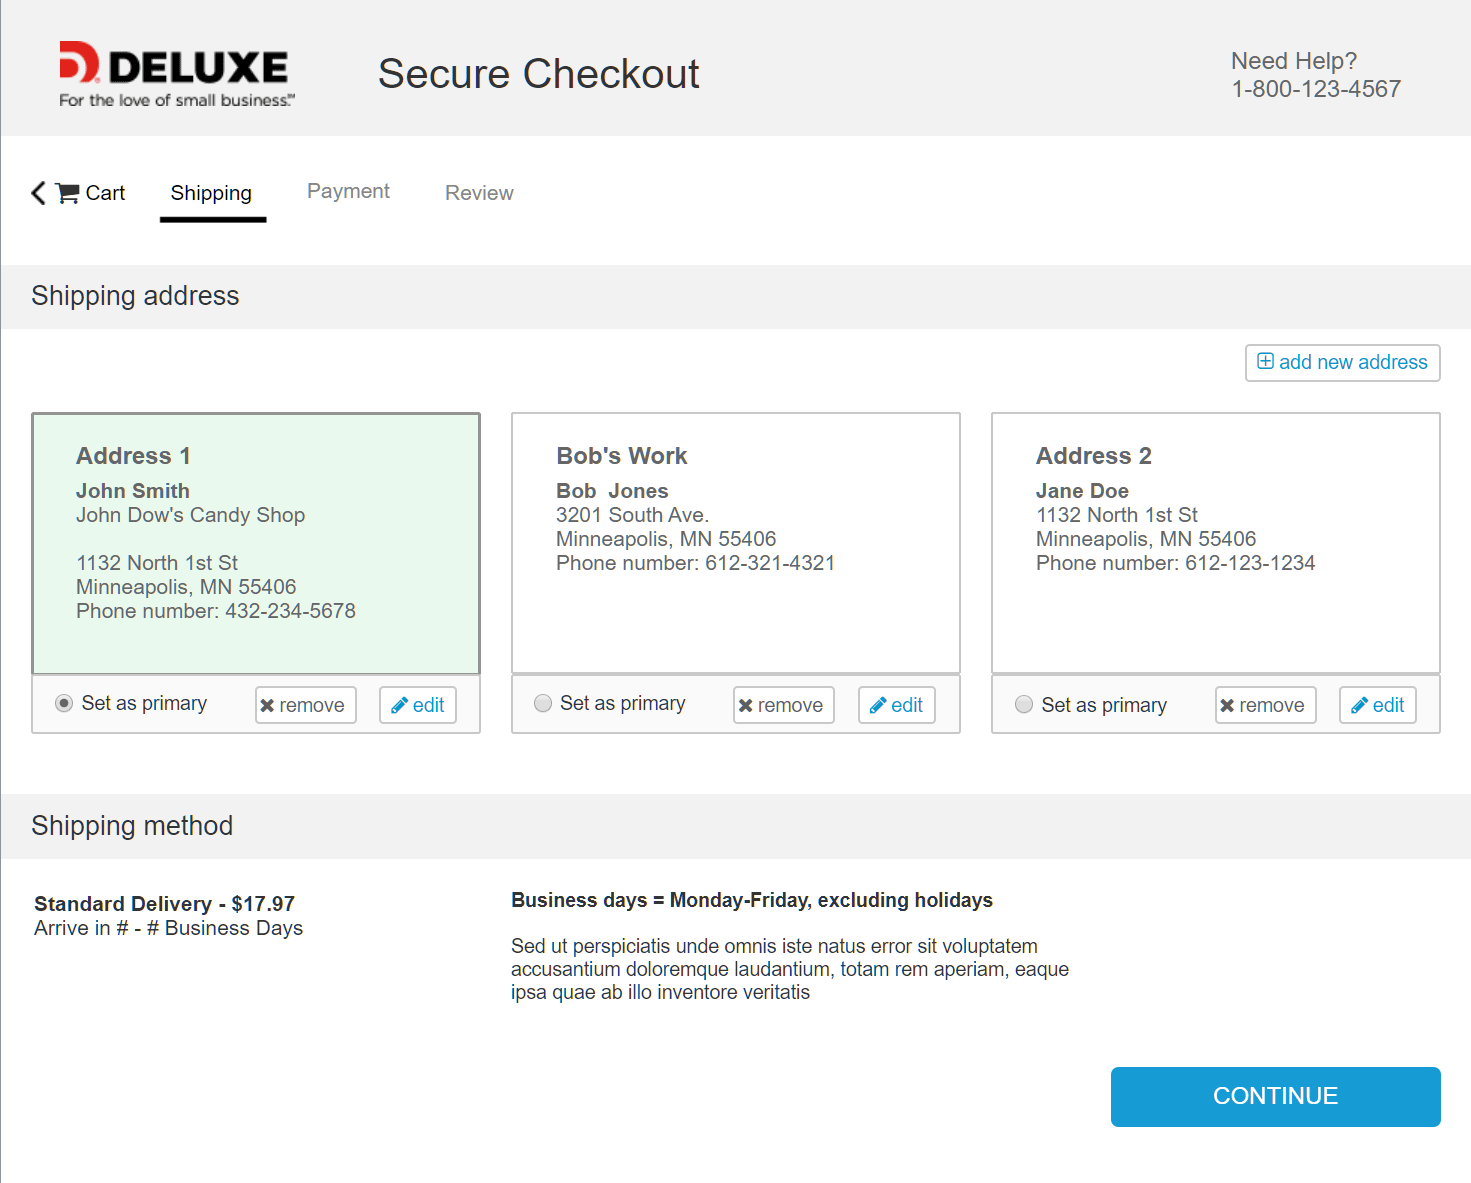 DELUXE
For the love of small business.℠
Secure Checkout
Need Help?
1-800-123-4567
Cart
Shipping
Payment
Review
Shipping address
add new address
Address 1
John Smith
John Dow's Candy Shop
1132 North 1st St
Minneapolis, MN 55406
Phone number: 432-234-5678
Set as primary
remove
edit
Bob's Work
Bob  Jones
3201 South Ave.
Minneapolis, MN 55406
Phone number: 612-321-4321
Set as primary
remove
edit
Address 2
Jane Doe
1132 North 1st St
Minneapolis, MN 55406
Phone number: 612-123-1234
Set as primary
remove
edit
Shipping method
Standard Delivery - $17.97
Arrive in # - # Business Days
Business days = Monday-Friday, excluding holidays
Sed ut perspiciatis unde omnis iste natus error sit voluptatem
accusantium doloremque laudantium, totam rem aperiam, eaque
ipsa quae ab illo inventore veritatis
CONTINUE